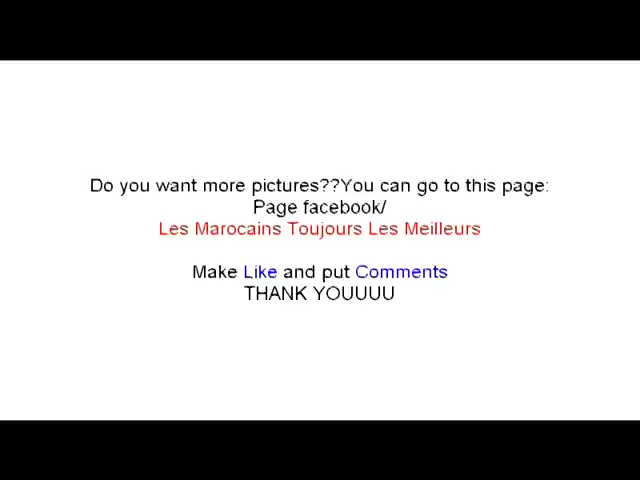 Do you want more pictures??You can go to this page:
Page facebook/
Les Marocains Toujours Les Meilleurs
Make Like and put Comments
THANK YOUUUU